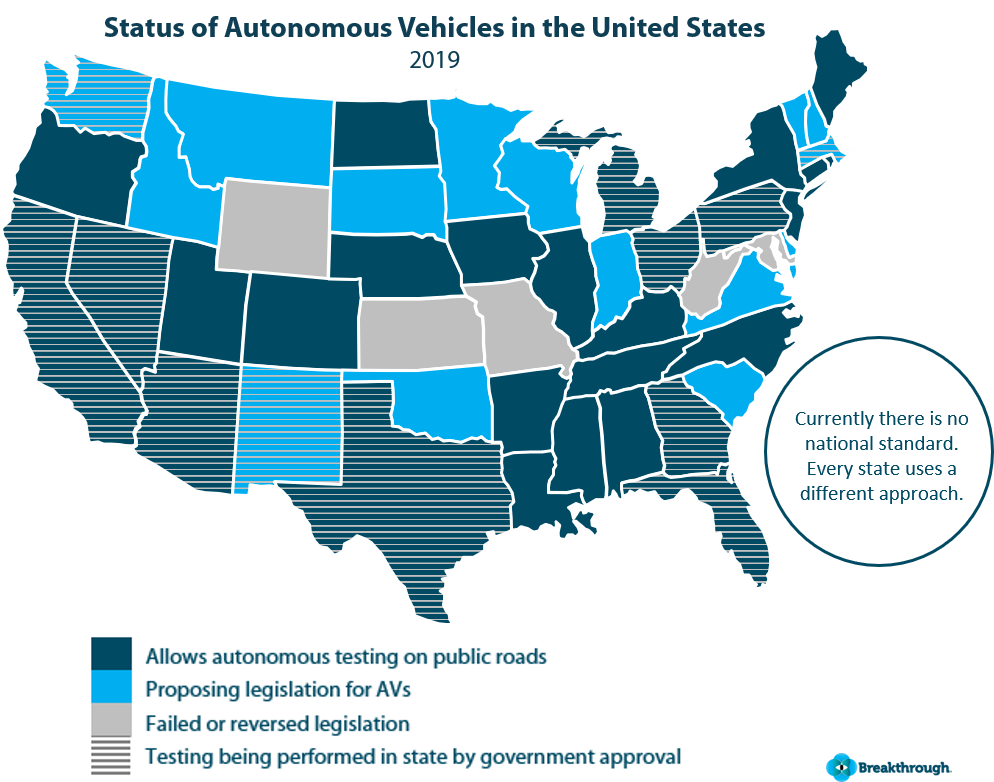 Status of Autonomous Vehicles in the United States
2019
Currently there is no
national standard.
Every state uses a
different approach.
Allows autonomous testing on public roads
Proposing legislation for AVs
Failed or reversed legislation
Testing being performed in state by government approval
Breakthrough